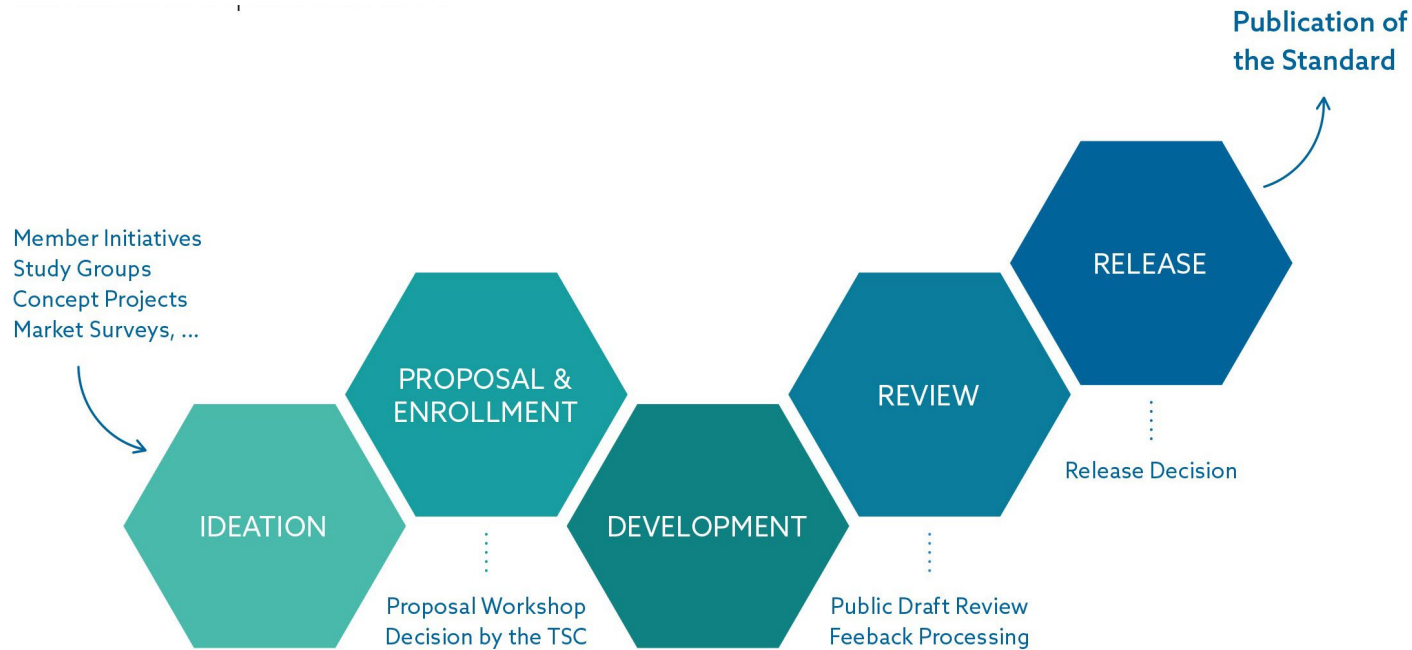 Publication of
the Standard
Member Initiatives
Study Groups
Concept Projects
Market Surveys, ...
IDEATION
PROPOSAL &
ENROLLMENT
Proposal Workshop
Decision by the TSC
DEVELOPMENT
REVIEW
Public Draft Review
Feeback Processing
RELEASE
Release Decision